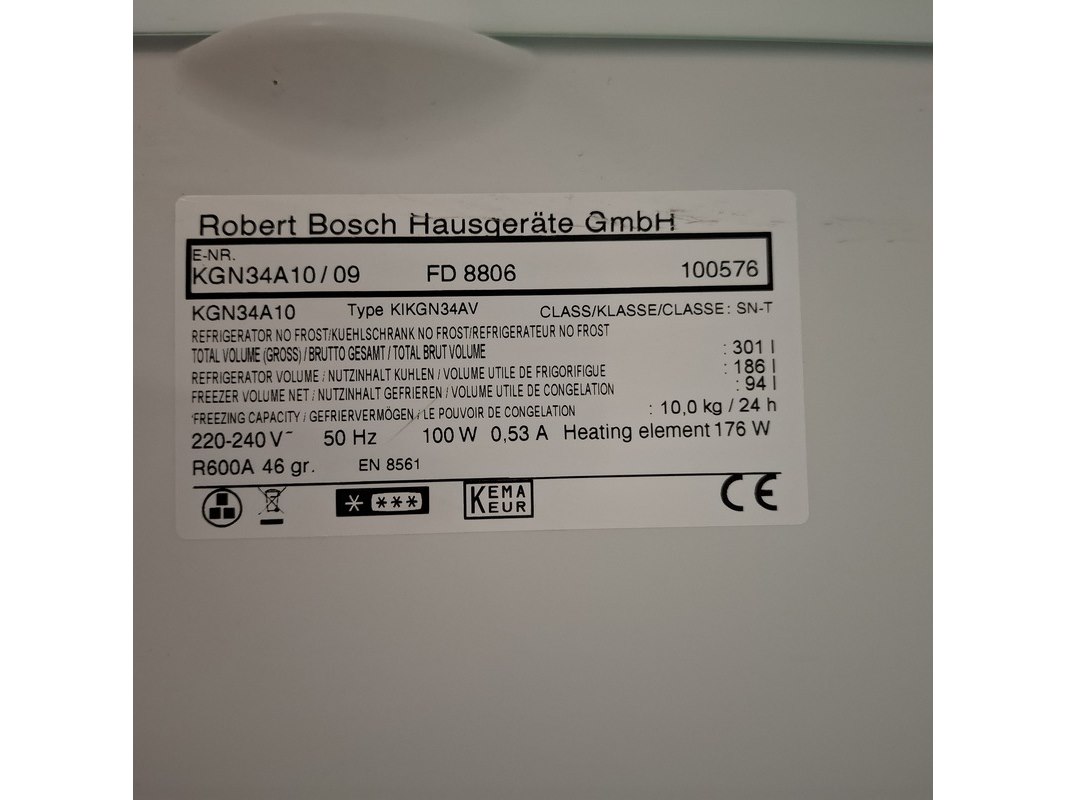 Robert Bosch Hausgeräte GmbH
E-NR.
KGN34A10 / 09 FD 8806 100576
KGN34A10 Type KIKGN34AV CLASS/KLASSE/CLASSE: SN-T
REFRIGERATOR NO FROST/KUEHLSCHRANK NO FROST/REFRIGERATEUR NO FROST
TOTAL VOLUME (GROSS) / BRUTTO GESAMT / TOTAL BRUT VOLUME : 301 l
REFRIGERATOR VOLUME / NUTZINHALT KUHLEN / VOLUME UTILE DE FRIGORIFIGUE : 186 l
FREEZER VOLUME NET / NUTZINHALT GEFRIEREN / VOLUME UTILE DE CONGELATION : 94 l
FREEZING CAPACITY / GEFRIERVERMÖGEN / LE POUVOIR DE CONGELATION : 10,0 kg / 24 h
220-240 V~ 50 Hz 100 W 0,53 A Heating element 176 W
R600A 46 gr. EN 8561
* *** KEMA EUR CE